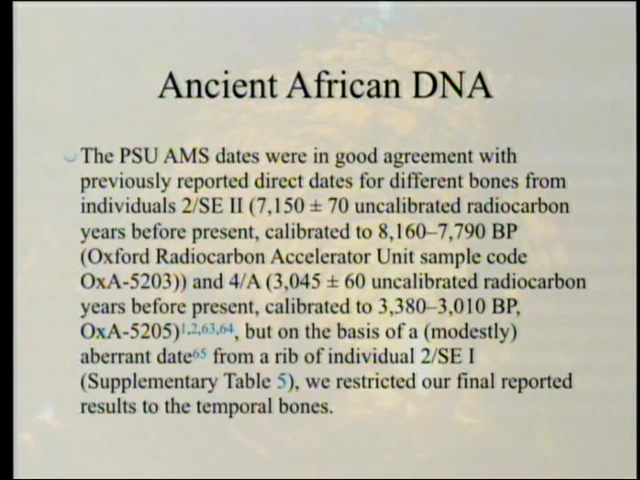 Ancient African DNA
The PSU AMS dates were in good agreement with
previously reported direct dates for different bones from
individuals 2/SE II (7,150 ± 70 uncalibrated radiocarbon
years before present, calibrated to 8,160–7,790 BP
(Oxford Radiocarbon Accelerator Unit sample code
OxA-5203)) and 4/A (3,045 ± 60 uncalibrated radiocarbon
years before present, calibrated to 3,380–3,010 BP,
OxA-5205)1,2,63,64, but on the basis of a (modestly)
aberrant date65 from a rib of individual 2/SE I
(Supplementary Table 5), we restricted our final reported
results to the temporal bones.